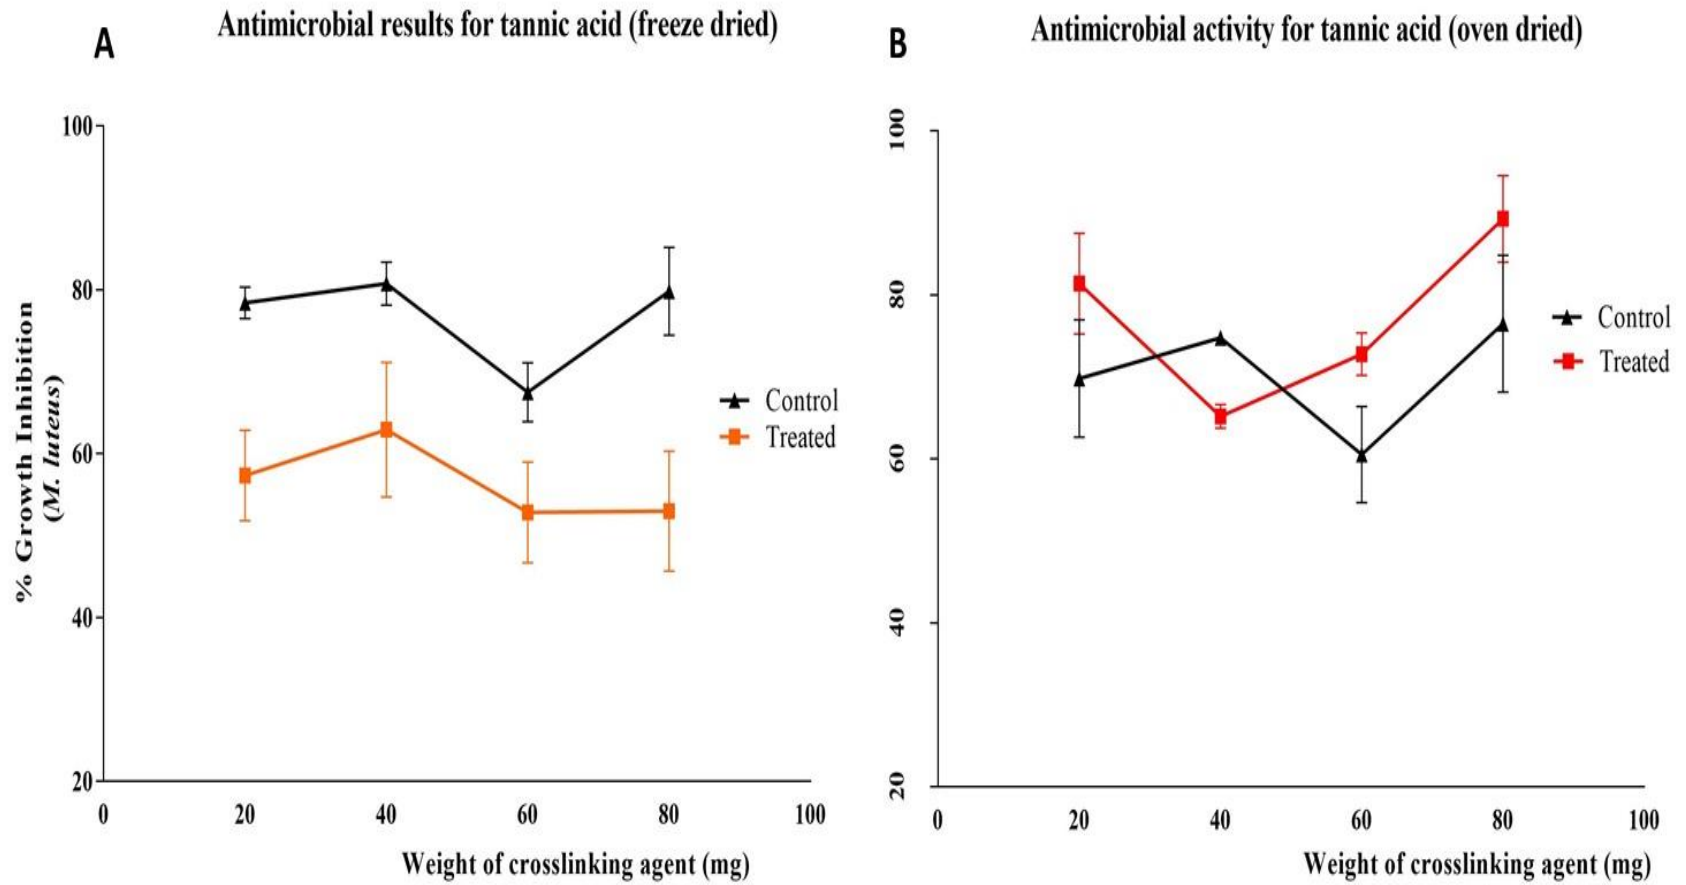 A
Antimicrobial results for tannic acid (freeze dried)
100
80
60
40
20
% Growth Inhibition
(M. luteus)
0
20
40
60
80
100
Weight of crosslinking agent (mg)
Control
Treated
B
Antimicrobial activity for tannic acid (oven dried)
100
80
60
40
20
0
20
40
60
80
100
Weight of crosslinking agent (mg)
Control
Treated